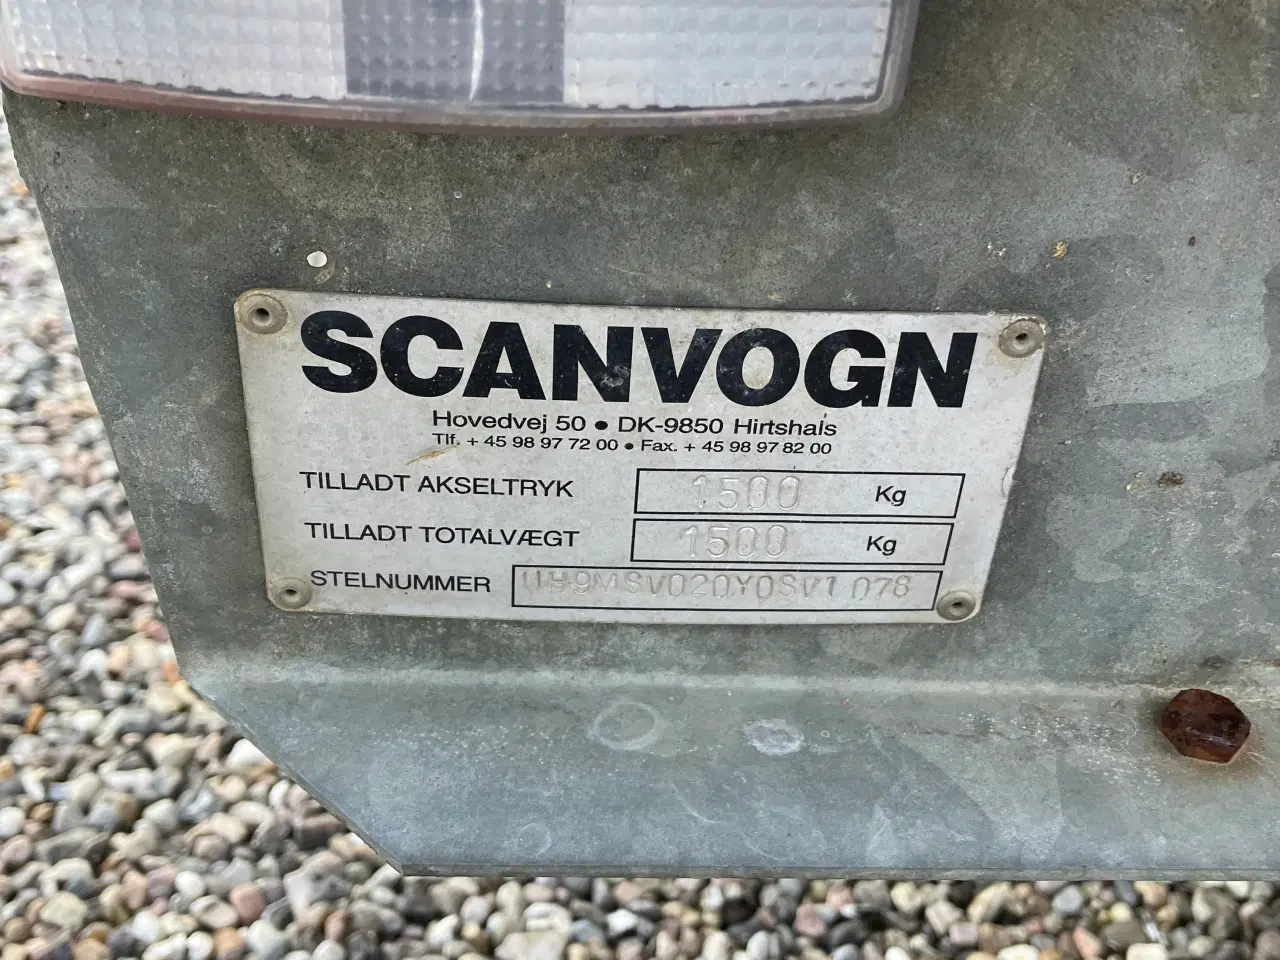 SCANVOGN
Hovedvej 50 • DK-9850 Hirtshals
Tlf. + 45 98 97 72 00 • Fax. + 45 98 97 82 00
TILLADT AKSELTRYK 1500 Kg
TILLADT TOTALVÆGT 1500 Kg
STELNUMMER UH9MSV020Y0SV1078